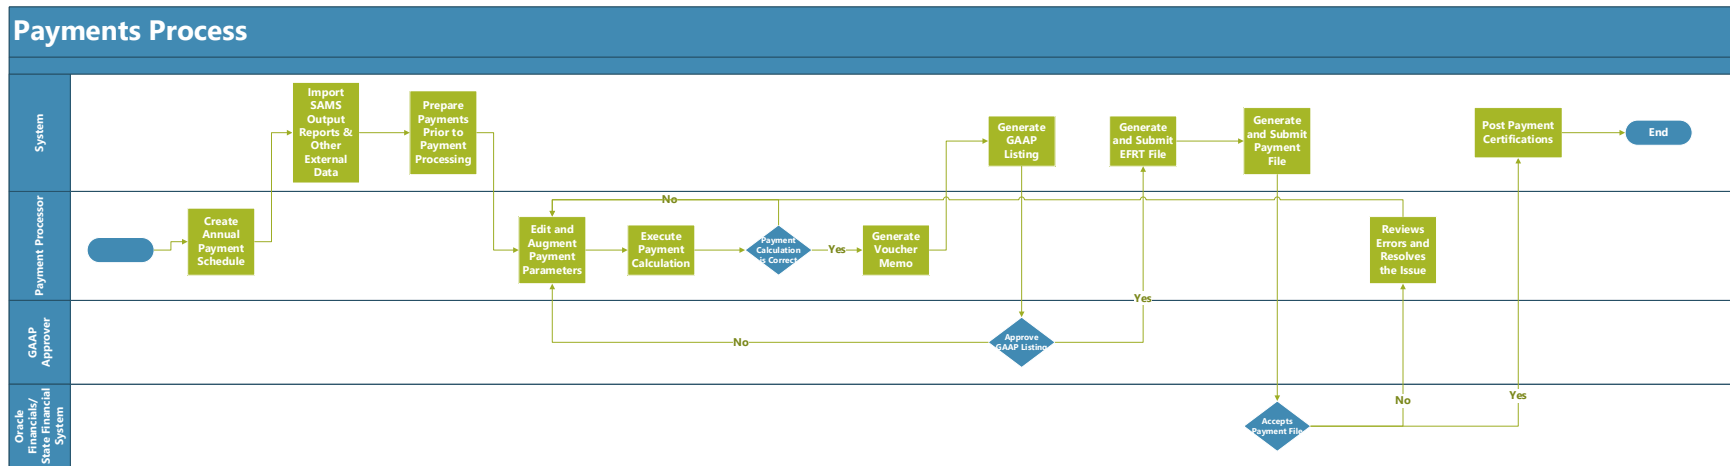 Payments Process
System
Import
SAMS
Output
Reports &
Other
External
Data
Prepare
Payments
Prior to
Payment
Processing
Generate
GAAP
Listing
Generate
and Submit
EFRT File
Generate
and Submit
Payment
File
Post Payment
Certifications
End
Payment Processor
Create
Annual
Payment
Schedule
No
Edit and
Augment
Payment
Parameters
Execute
Payment
Calculation
Payment
Calculation
is Correct
Yes
Generate
Voucher
Memo
Reviews
Errors and
Resolves
the Issue
Yes
GAAP
Approver
No
Approve
GAAP Listing
Oracle
Financials/
State Financial
System
Accepts
Payment File
No
Yes